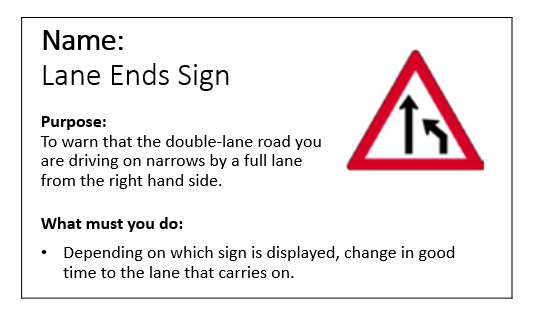 Name:
Lane Ends Sign
Purpose:
To warn that the double-lane road you
are driving on narrows by a full lane
from the right hand side.
What must you do:
• Depending on which sign is displayed, change in good
time to the lane that carries on.